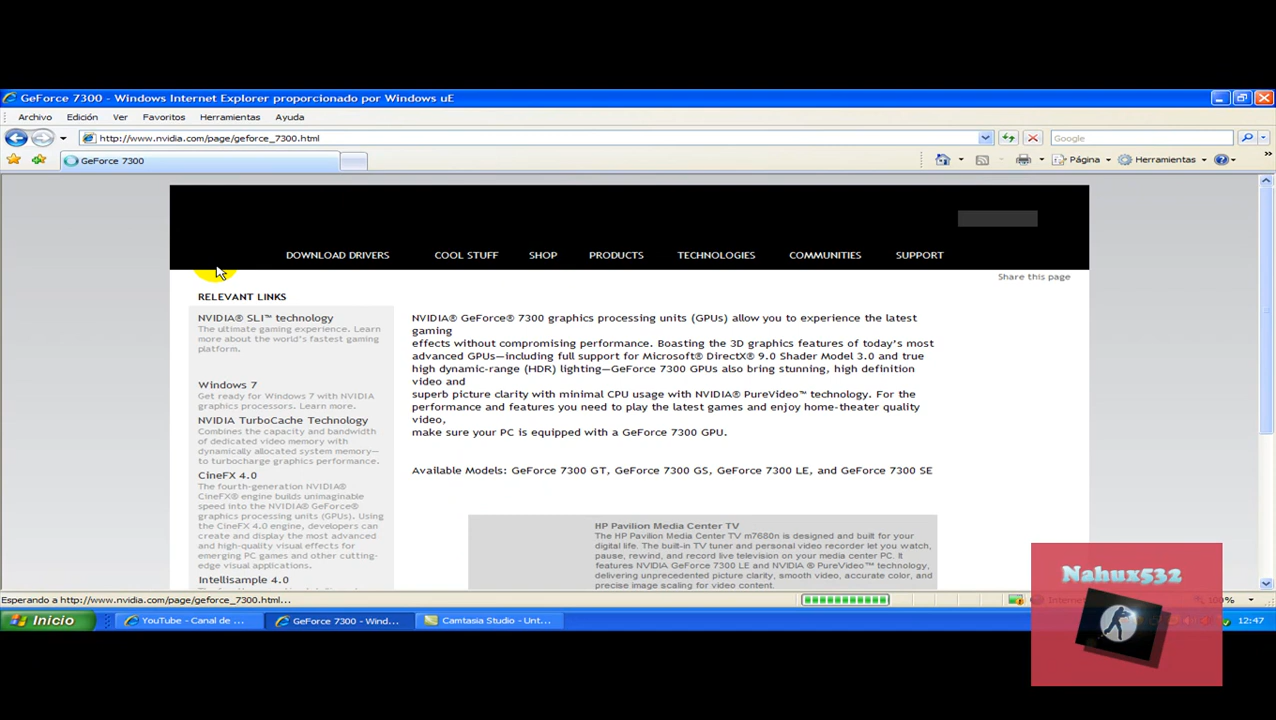 GeForce 7300 - Windows Internet Explorer proporcionado por Windows uE
Archivo Edición Ver Favoritos Herramientas Ayuda
http://www.nvidia.com/page/geforce_7300.html
Google
GeForce 7300
Página
Herramientas
DOWNLOAD DRIVERS COOL STUFF SHOP PRODUCTS TECHNOLOGIES COMMUNITIES SUPPORT
Share this page
RELEVANT LINKS
NVIDIA® SLI™ technology
The ultimate gaming experience. Learn
more about the world's fastest gaming
platform.
Windows 7
Get ready for Windows 7 with NVIDIA
graphics processors. Learn more.
NVIDIA TurboCache Technology
Combines the capacity and bandwidth
of dedicated video memory with
dynamically allocated system memory—
to turbocharge graphics performance.
CineFX 4.0
The fourth-generation NVIDIA
CineFX® engine builds unimaginable
speed into the NVIDIA® GeForce®
graphics processing units (GPUs). Using
the CineFX 4.0 engine, developers can
create and display the most advanced
and high-quality visual effects for
emerging PC games and other cutting-
edge visual applications.
Intellisample 4.0
NVIDIA® GeForce® 7300 graphics processing units (GPUs) allow you to experience the latest
gaming
effects without compromising performance. Boasting the 3D graphics features of today's most
advanced GPUs—including full support for Microsoft® DirectX® 9.0 Shader Model 3.0 and true
high dynamic-range (HDR) lighting—GeForce 7300 GPUs also bring stunning, high definition
video and
superb picture clarity with minimal CPU usage with NVIDIA® PureVideo™ technology. For the
performance and features you need to play the latest games and enjoy home-theater quality
video,
make sure your PC is equipped with a GeForce 7300 GPU.
Available Models: GeForce 7300 GT, GeForce 7300 GS, GeForce 7300 LE, and GeForce 7300 SE
HP Pavilion Media Center TV
The HP Pavilion Media Center TV m7680n is designed and built for your
digital life. The built-in TV tuner and personal video recorder let you watch,
pause, rewind, and record live television on your media center PC. It
features NVIDIA GeForce 7300 LE and NVIDIA ® PureVideo™ technology,
delivering unprecedented picture clarity, smooth video, accurate color, and
precise image scaling for video content.
Nahux532
Esperando a http://www.nvidia.com/page/geforce_7300.html...
Internet
100%
Inicio
YouTube - Canal de ...
GeForce 7300 - Wind...
Camtasia Studio - Unt...
12:47